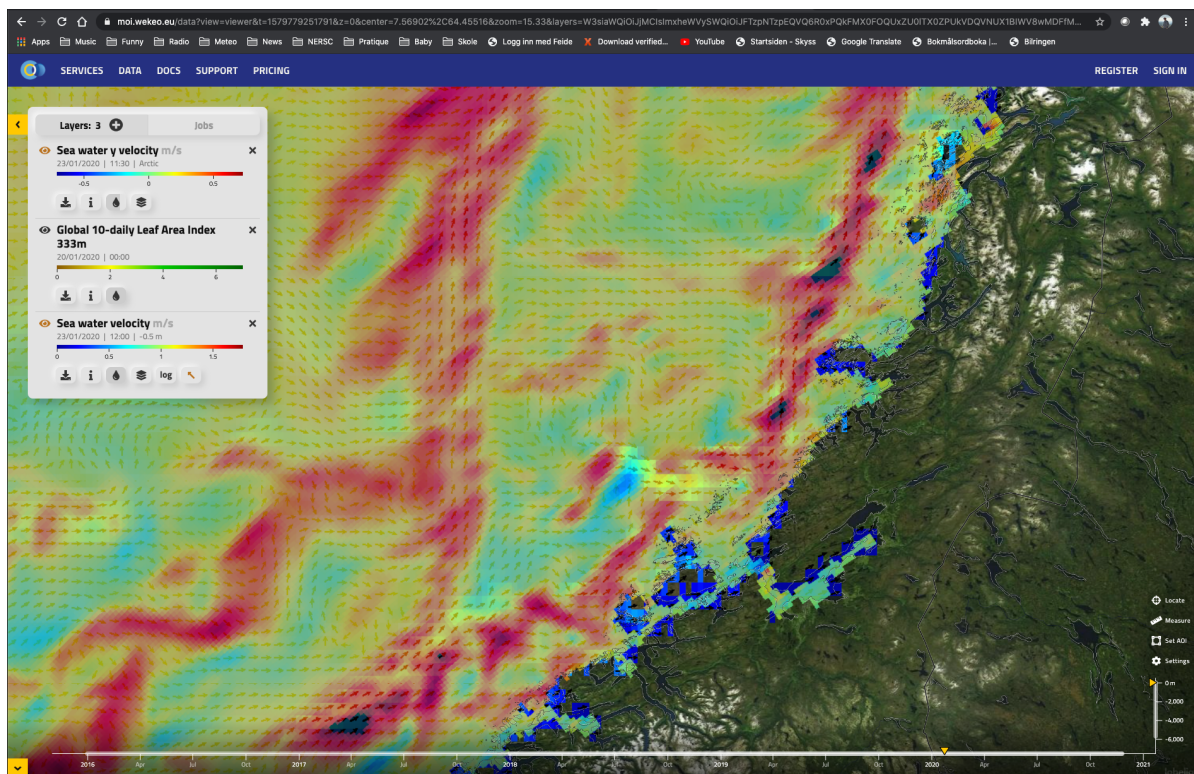 moi.wekeo.eu/data?view=viewer&t=1579779251791&z=0&center=7.56902%2C64.45516&zoom=15.33&layers=
Apps Music Funny Radio Meteo News NERSC Pratique Baby Skole Logg inn med Feide Download verified... YouTube Startsiden - Skyss Google Translate Bokmålsordboka |... Bilringen
SERVICES DATA DOCS SUPPORT PRICING REGISTER SIGN IN
Layers: 3 Jobs
Sea water y velocity m/s
23/01/2020 | 11:30 | Arctic
-0.5 0 0.5
Global 10-daily Leaf Area Index
333m
20/01/2020 | 00:00
0 2 4 6
Sea water velocity m/s
23/01/2020 | 12:00 | -0.5 m
0 0.5 1 1.5
log
Locate
Measure
Set AOI
Settings
0 m
-2,000
-4,000
-6,000
2016 Apr Jul Oct 2017 Apr Jul Oct 2018 Apr Jul Oct 2019 Apr Jul Oct 2020 Apr Jul Oct 2021